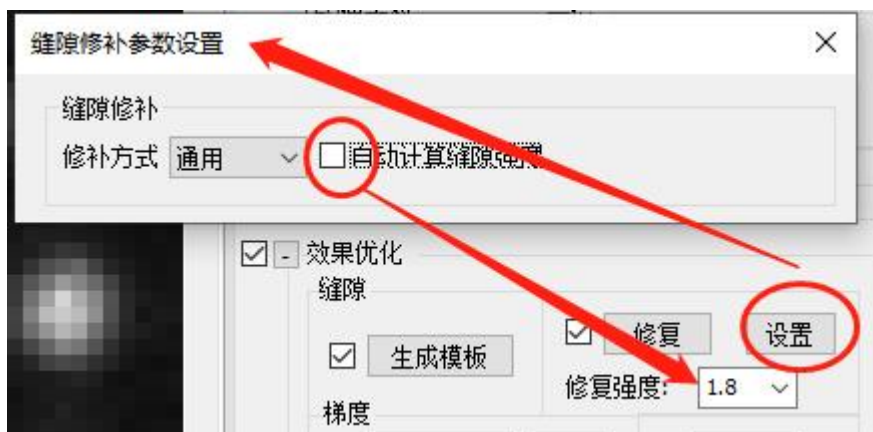 缝隙修补参数设置
缝隙修补
修补方式 通用 自动计算缝隙强度
- 效果优化
缝隙
生成模板 修复 设置
修复强度: 1.8
梯度